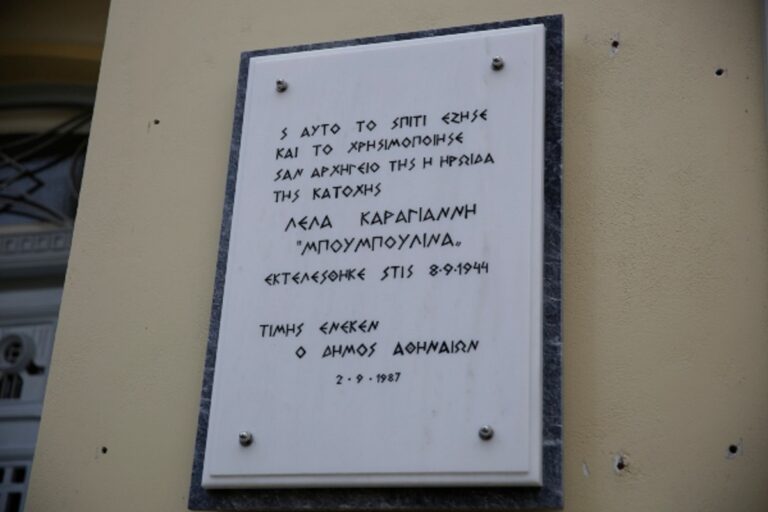 Σ ΑΥΤΟ ΤΟ ΣΠΙΤΙ ΕΖΗΣΕ
ΚΑΙ ΤΟ ΧΡΗΣΙΜΟΠΟΙΗΣΕ
ΣΑΝ ΑΡΧΗΓΕΙΟ ΤΗΣ Η ΗΡΩΙΔΑ
ΤΗΣ ΚΑΤΟΧΗΣ
ΛΕΛΑ ΚΑΡΑΓΙΑΝΝΗ
"ΜΠΟΥΜΠΟΥΛΙΝΑ„
ΕΚΤΕΛΕΣΘΗΚΕ ΣΤΙΣ 8·9·1944
ΤΙΜΗΣ ΕΝΕΚΕΝ
Ο ΔΗΜΟΣ ΑΘΗΝΑΙΩΝ
2·9·1987